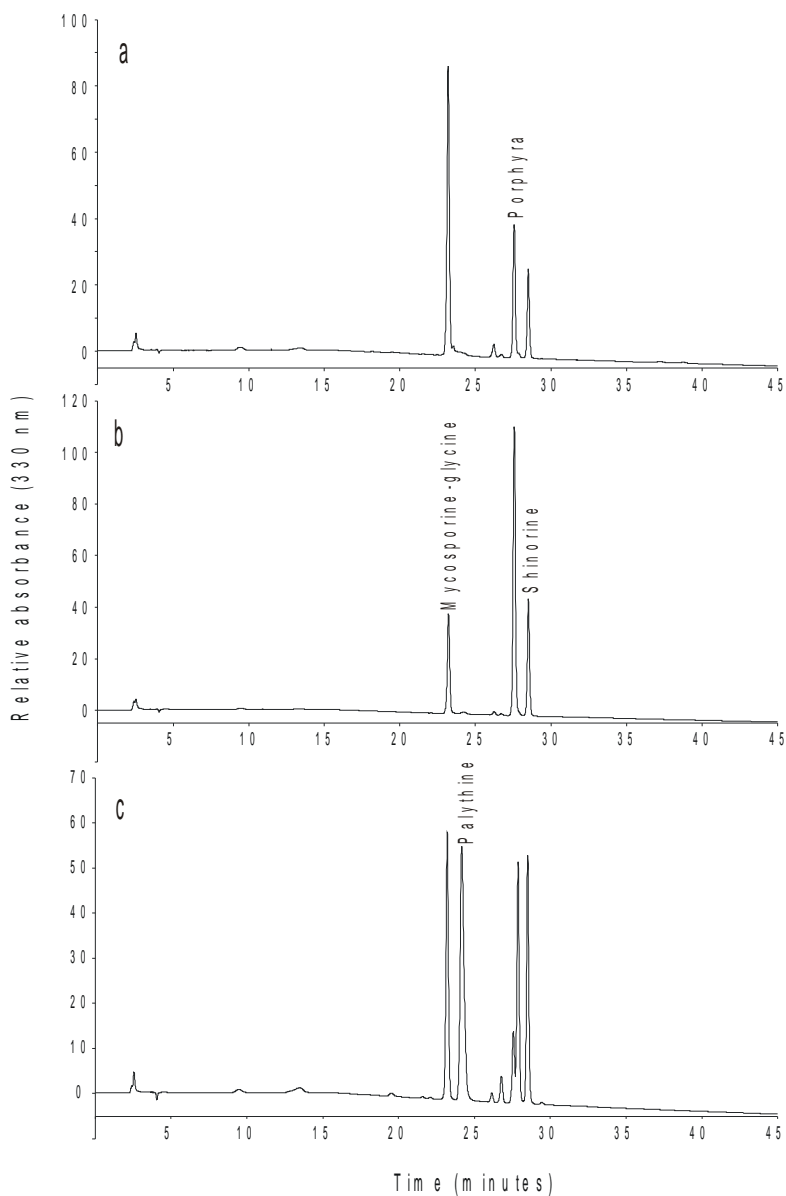 100
a
80
60
40
20
0
Porphyra
5 10 15 20 25 30 35 40 45
120
b
100
80
60
40
20
0
Mycosporine-glycine
Shinorine
5 10 15 20 25 30 35 40 45
Relative absorbance (330 nm)
70
c
60
50
40
30
20
10
0
Palythine
5 10 15 20 25 30 35 40 45
Time (minutes)